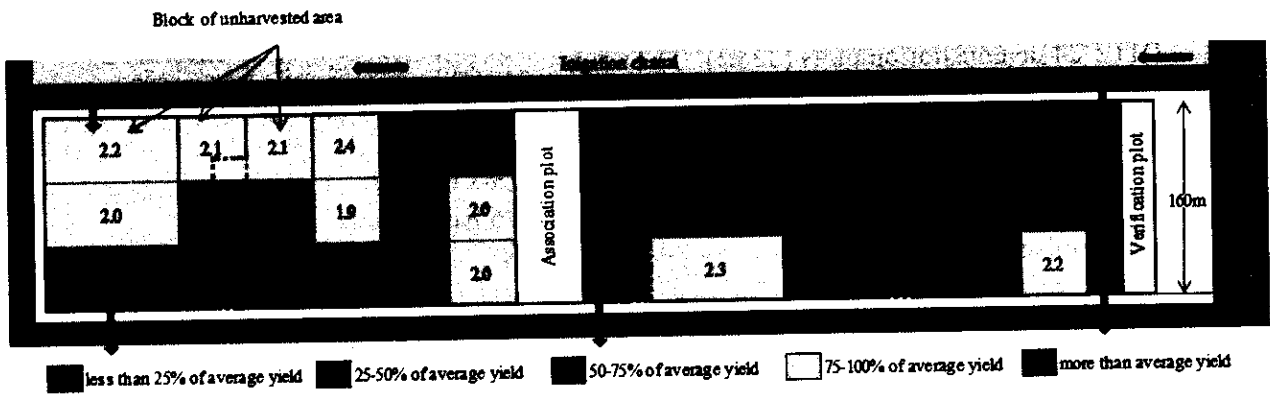 Block of unharvested area
Irrigation channel
2.2
2.1
2.1
2.4
2.0
1.9
2.0
2.0
2.3
2.2
Association plot
Verification plot
160m
less than 25% of average yield
25-50% of average yield
50-75% of average yield
75-100% of average yield
more than average yield